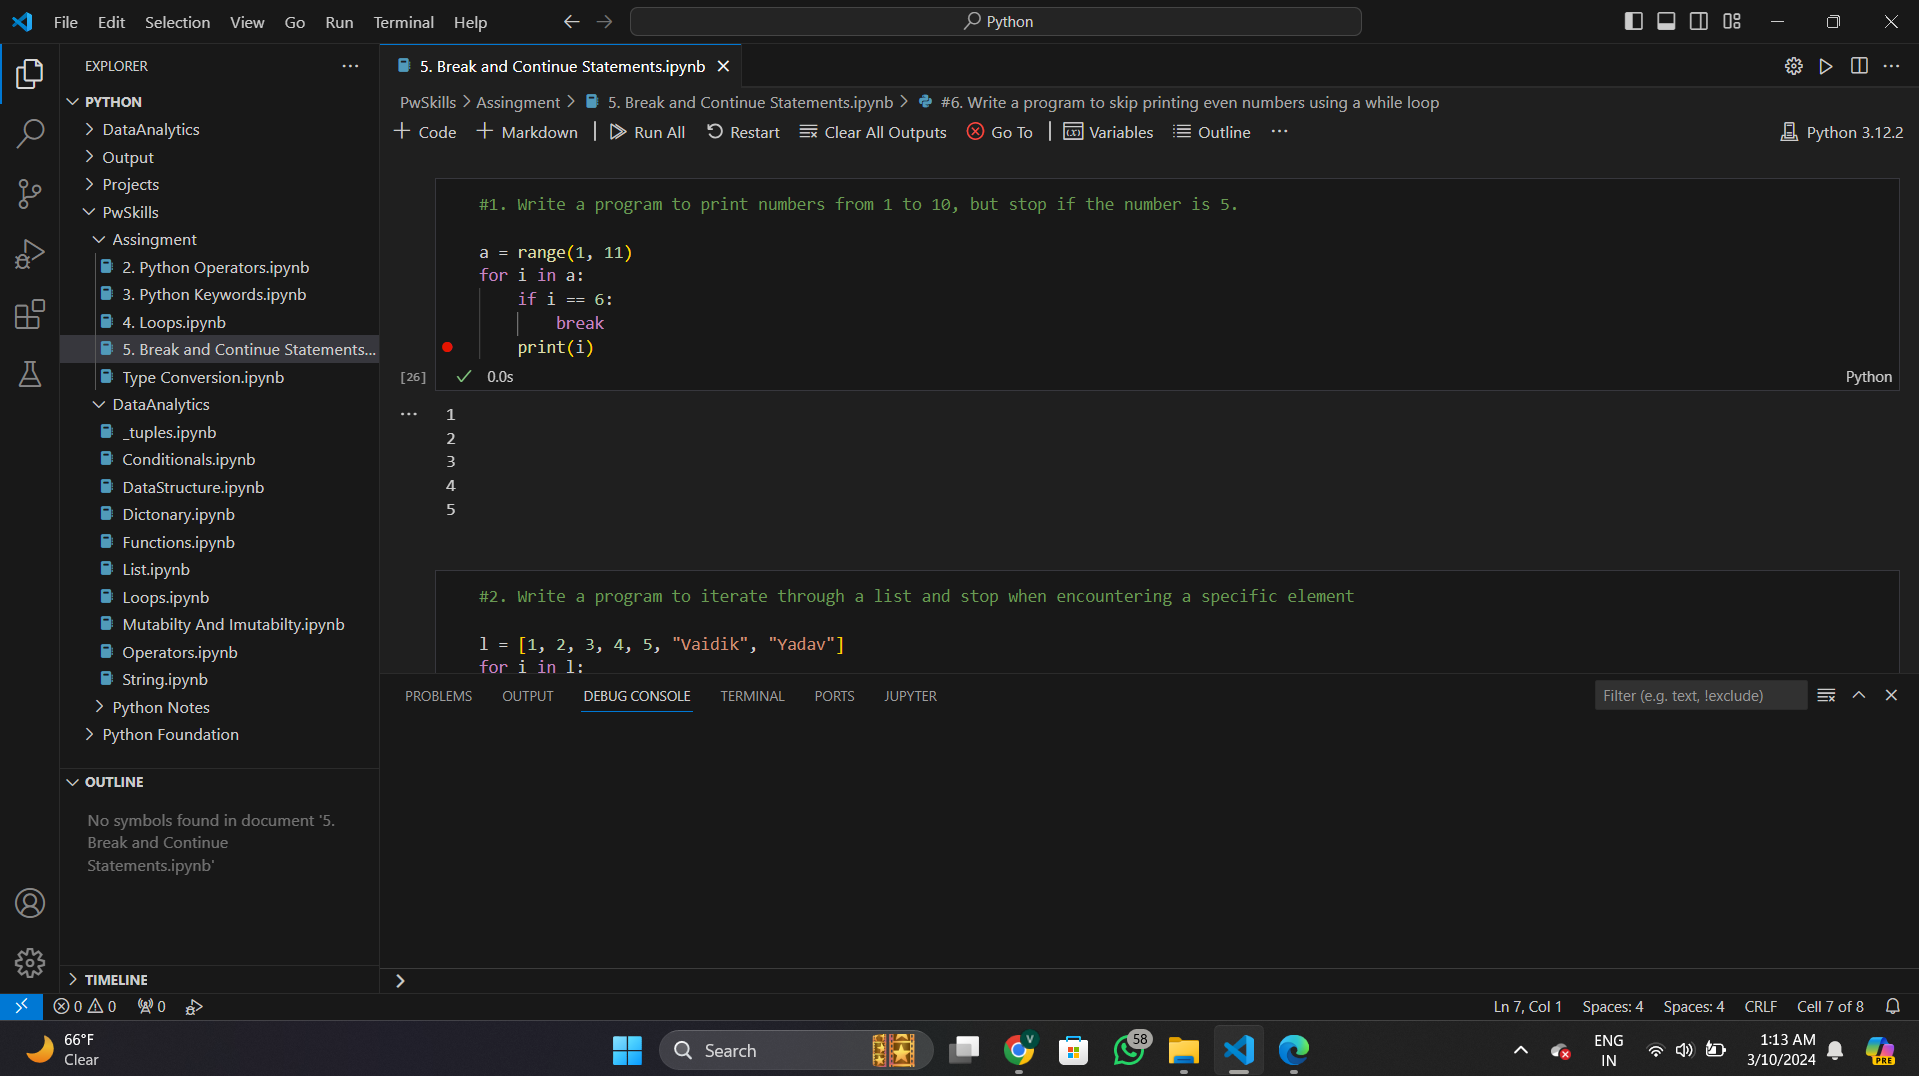 File Edit Selection View Go Run Terminal Help
Python
EXPLORER
PYTHON
DataAnalytics
Output
Projects
PwSkills
Assingment
2. Python Operators.ipynb
3. Python Keywords.ipynb
4. Loops.ipynb
5. Break and Continue Statements...
Type Conversion.ipynb
DataAnalytics
_tuples.ipynb
Conditionals.ipynb
DataStructure.ipynb
Dictonary.ipynb
Functions.ipynb
List.ipynb
Loops.ipynb
Mutabilty And Imutabilty.ipynb
Operators.ipynb
String.ipynb
Python Notes
Python Foundation
OUTLINE
No symbols found in document '5.
Break and Continue
Statements.ipynb'
TIMELINE
5. Break and Continue Statements.ipynb
PwSkills > Assingment > 5. Break and Continue Statements.ipynb > #6. Write a program to skip printing even numbers using a while loop
+ Code + Markdown | Run All Restart Clear All Outputs Go To | Variables Outline ...
Python 3.12.2
#1. Write a program to print numbers from 1 to 10, but stop if the number is 5.
a = range(1, 11)
for i in a:
if i == 6:
break
print(i)
[26] 0.0s
Python
1
2
3
4
5
#2. Write a program to iterate through a list and stop when encountering a specific element
l = [1, 2, 3, 4, 5, "Vaidik", "Yadav"]
for i in l:
PROBLEMS OUTPUT DEBUG CONSOLE TERMINAL PORTS JUPYTER
Filter (e.g. text, !exclude)
0 0 0
Ln 7, Col 1 Spaces: 4 Spaces: 4 CRLF Cell 7 of 8
66°F
Clear
Search
V
58
ENG
IN
1:13 AM
3/10/2024
PRE